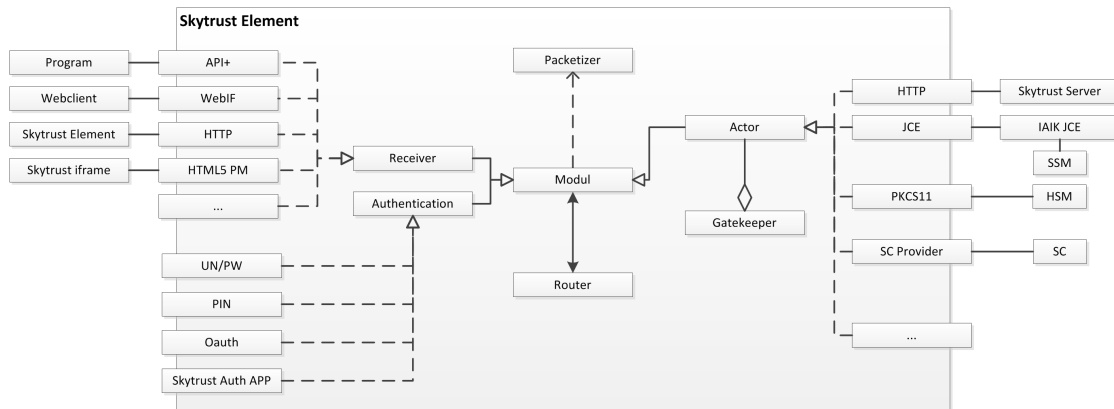 Skytrust Element
Program
API+
Webclient
WebIF
Skytrust Element
HTTP
Skytrust iframe
HTML5 PM
...
UN/PW
PIN
Oauth
Skytrust Auth APP
Receiver
Authentication
Packetizer
Modul
Router
Actor
Gatekeeper
HTTP
Skytrust Server
JCE
IAIK JCE
SSM
PKCS11
HSM
SC Provider
SC
...